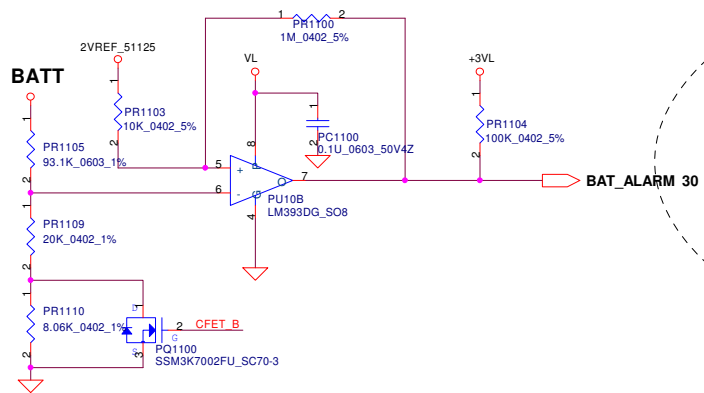 1
2
PR1100
1M_0402_5%
2VREF_51125
VL
+3VL
BATT
1
PR1103
10K_0402_5%
2
1
PC1100
2
0.1U_0603_50V4Z
1
PR1104
100K_0402_5%
2
1
PR1105
93.1K_0603_1%
2
8
P
5
+
6
-
O
7
G
4
PU10B
LM393DG_SO8
BAT_ALARM 30
1
PR1109
20K_0402_1%
2
1
PR1110
8.06K_0402_1%
2
D
1
2
G
CFET_B
S
3
PQ1100
SSM3K7002FU_SC70-3